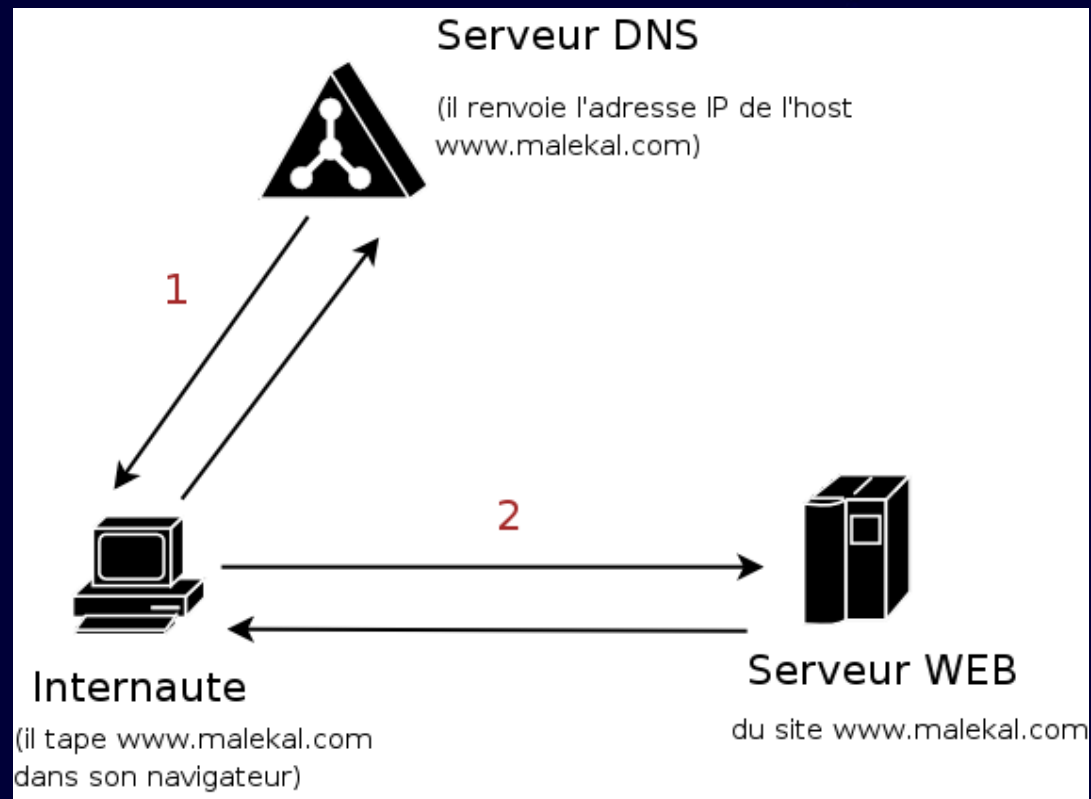 Serveur DNS
(il renvoie l'adresse IP de l'host
www.malekal.com)
1
2
Internaute
(il tape www.malekal.com
dans son navigateur)
Serveur WEB
du site www.malekal.com